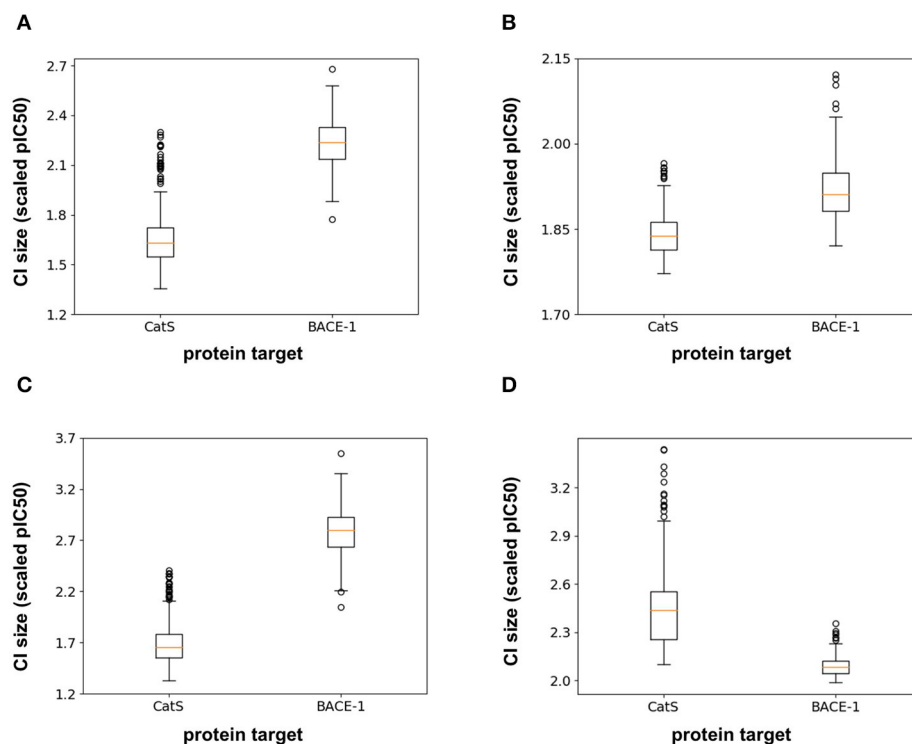 A
CI size (scaled pIC50)
2.7
2.4
2.1
1.8
1.5
1.2
CatS
BACE-1
protein target
B
CI size (scaled pIC50)
2.15
2.00
1.85
1.70
CatS
BACE-1
protein target
C
CI size (scaled pIC50)
3.7
3.2
2.7
2.2
1.7
1.2
CatS
BACE-1
protein target
D
CI size (scaled pIC50)
3.2
2.9
2.6
2.3
2.0
CatS
BACE-1
protein target